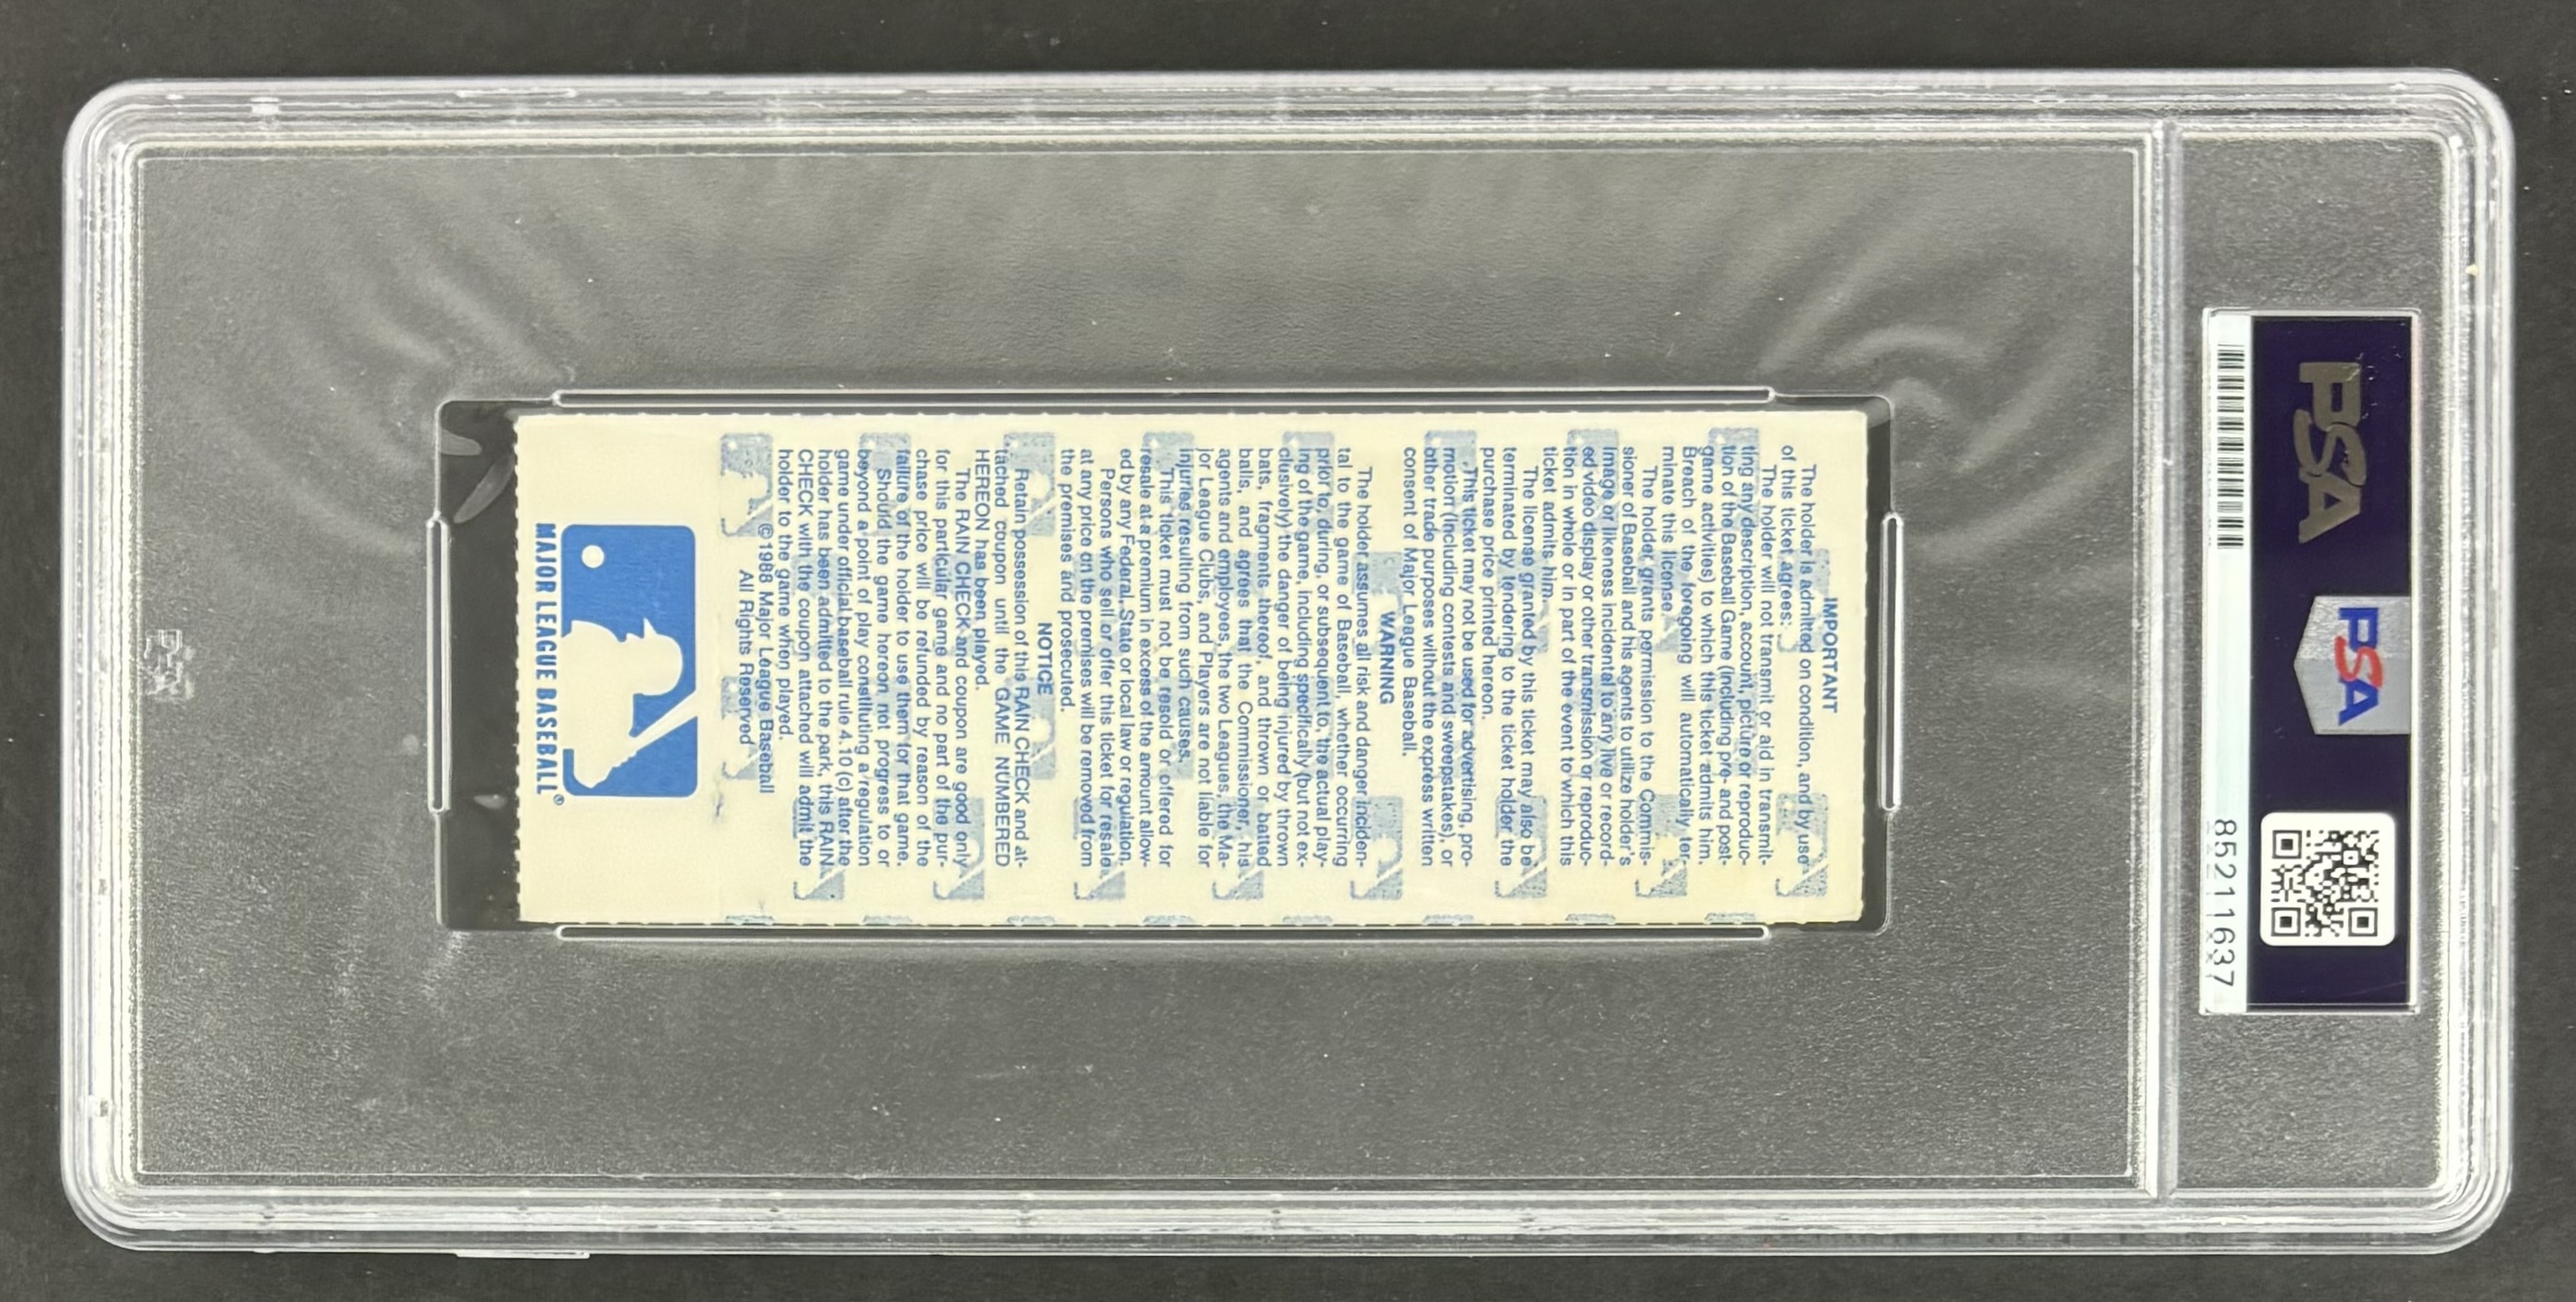 IMPORTANT
The holder is admitted on condition, and by use
of this ticket agrees:
The holder will not transmit or aid in transmit-
ting any description, account, picture or reproduc-
tion of the Baseball Game (including pre- and post-
game activities) to which this ticket admits him.
Breach of the foregoing will automatically ter-
minate this license.
The holder grants permission to the Commis-
sioner of Baseball and his agents to utilize holder's
image or likeness incidental to any live or record-
ed video display or other transmission or reproduc-
tion in whole or in part of the event to which this
ticket admits him.
The license granted by this ticket may also be
terminated by tendering to the ticket holder the
purchase price printed hereon.
This ticket may not be used for advertising, pro-
motion (including contests and sweepstakes), or
other trade purposes without the express written
consent of Major League Baseball.
WARNING
The holder assumes all risk and danger inciden-
tal to the game of Baseball, whether occurring
prior to, during, or subsequent to, the actual play-
ing of the game, including specifically (but not ex-
clusively) the danger of being injured by thrown
bats, fragments thereof, and thrown or batted
balls, and agrees that the Commissioner, his
agents and employees, the two Leagues, the Ma-
jor League Clubs, and Players are not liable for
injuries resulting from such causes.
This ticket must not be resold or offered for
resale at a premium in excess of the amount allow-
ed by any Federal, State or local law or regulation.
Persons who sell or offer this ticket for resale
at any price on the premises will be removed from
the premises and prosecuted.
NOTICE
Retain possession of this RAIN CHECK and at-
tached coupon until the GAME NUMBERED
HEREON has been played.
The RAIN CHECK and coupon are good only
for this particular game and no part of the pur-
chase price will be refunded by reason of the
failure of the holder to use them for that game.
Should the game hereon not progress to or
beyond a point of play constituting a regulation
game under official baseball rule 4.10 (c) after the
holder has been admitted to the park, this RAIN
CHECK with the coupon attached will admit the
holder to the game when played.
© 1988 Major League Baseball
All Rights Reserved
MAJOR LEAGUE BASEBALL®
PSA
PSA
85211637